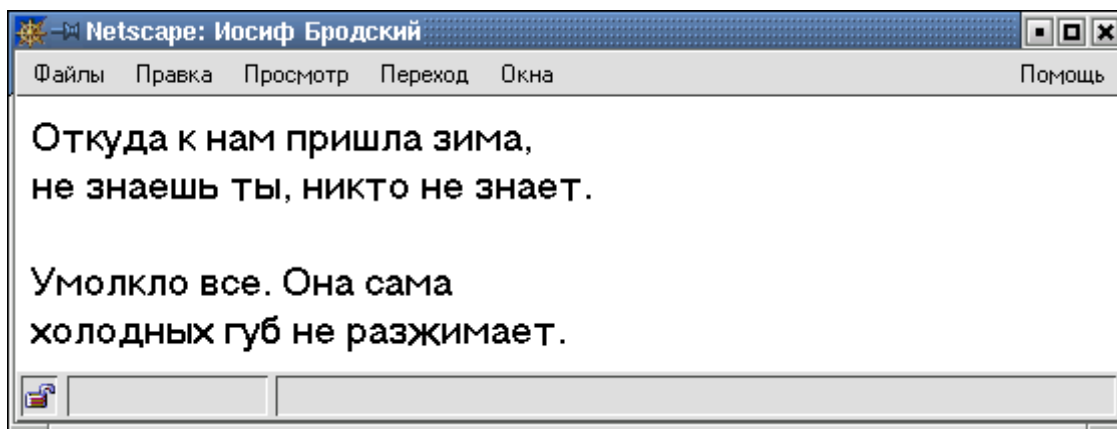 Netscape: Иосиф Бродский
Файлы Правка Просмотр Переход Окна Помощь
Откуда к нам пришла зима,
не знаешь ты, никто не знает.
Умолкло все. Она сама
холодных губ не разжимает.